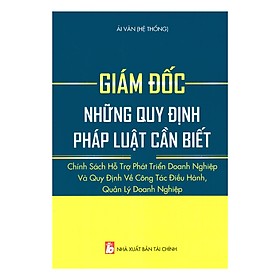 ÁI VÂN (HỆ THỐNG)
GIÁM ĐỐC
NHỮNG QUY ĐỊNH
PHÁP LUẬT CẦN BIẾT
Chính Sách Hỗ Trợ Phát Triển Doanh Nghiệp
Và Quy Định Về Công Tác Điều Hành,
Quản Lý Doanh Nghiệp
NHÀ XUẤT BẢN TÀI CHÍNH